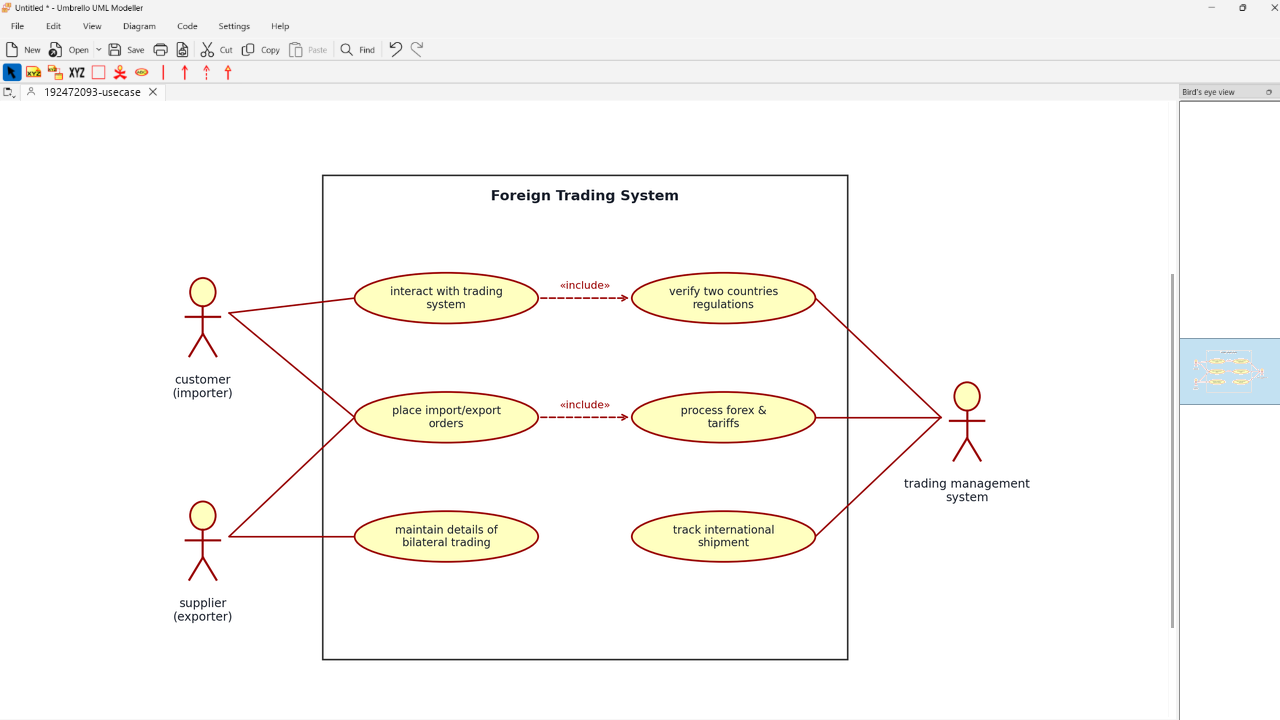 Untitled * - Umbrello UML Modeller
File Edit View Diagram Code Settings Help
New Open Save Cut Copy Paste Find
XYZ
192472093-usecase
Bird's eye view
Foreign Trading System
interact with trading
system
«include»
verify two countries
regulations
customer
(importer)
place import/export
orders
«include»
process forex &
tariffs
trading management
system
maintain details of
bilateral trading
track international
shipment
supplier
(exporter)